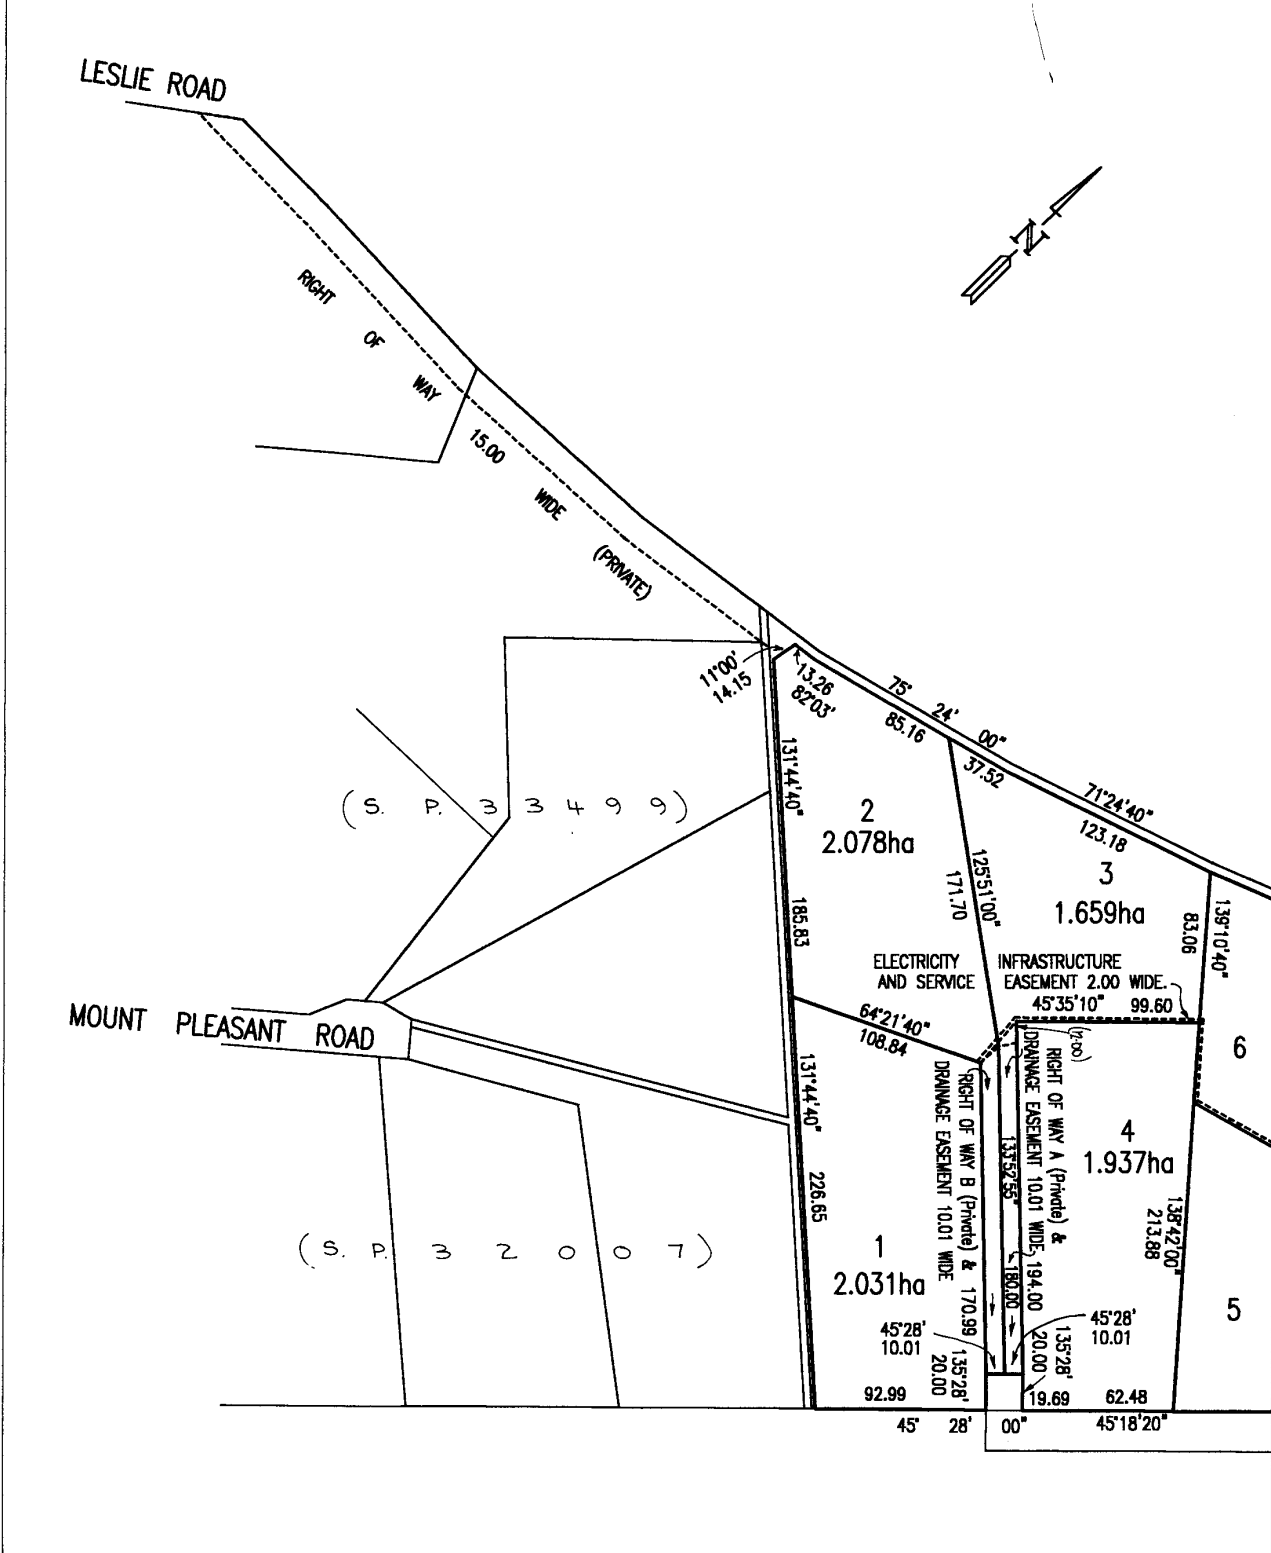 LESLIE ROAD
N
RIGHT OF WAY 15.00 WIDE (PRIVATE)
11°00'
14.15
13.26
82°03'
75° 24' 00"
85.16
37.52
71°24'40"
123.18
(S. P. 33499)
131°44'40"
185.83
2
2.078ha
125°51'00"
171.70
3
1.659ha
139°10'40"
83.06
ELECTRICITY AND SERVICE
INFRASTRUCTURE EASEMENT 2.00 WIDE.
45°35'10" 99.60
MOUNT PLEASANT ROAD
64°21'40"
108.84
(12.00)
6
131°44'40"
226.65
RIGHT OF WAY B (Private) & 170.99
DRAINAGE EASEMENT 10.01 WIDE
133°52'55"
180.00
RIGHT OF WAY A (Private) &
DRAINAGE EASEMENT 10.01 WIDE 194.00
4
1.937ha
138°42'00"
213.88
(S. P. 32007)
1
2.031ha
5
45°28'
10.01
45°28'
10.01
135°28'
20.00
135°28'
20.00
92.99
19.69
62.48
45° 28' 00"
45°18'20"